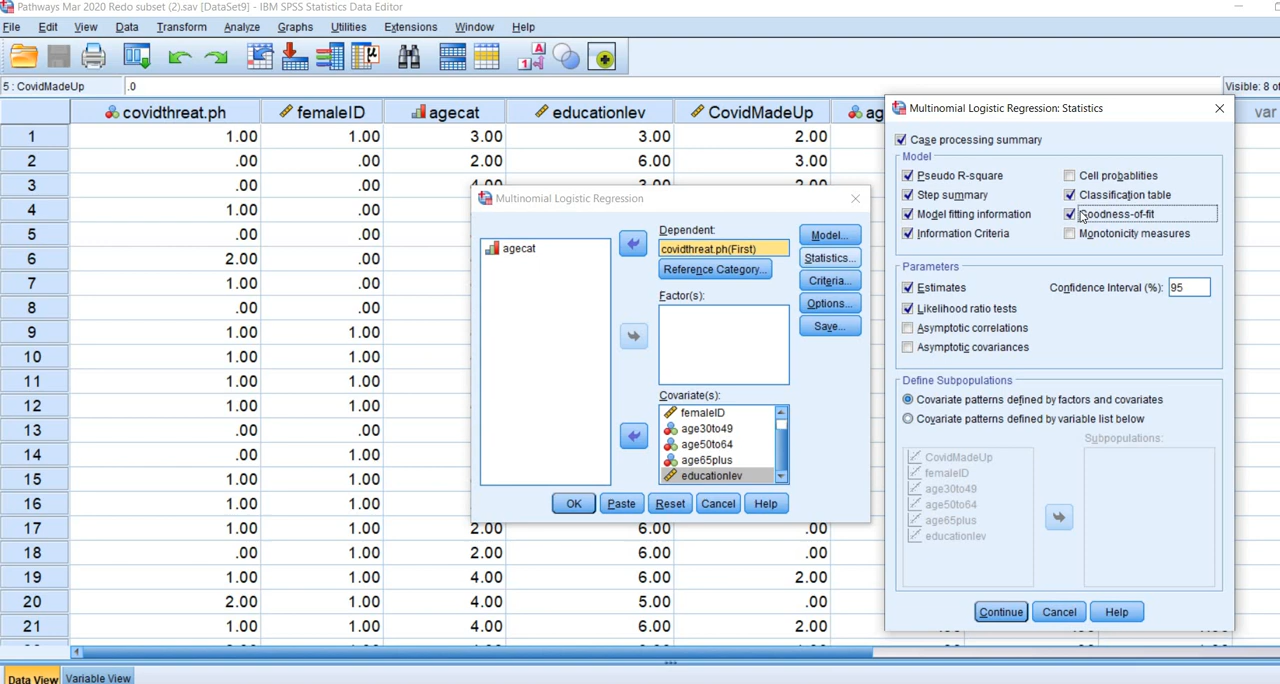 Pathways Mar 2020 Redo subset (2).sav [DataSet9] - IBM SPSS Statistics Data Editor
File Edit View Data Transform Analyze Graphs Utilities Extensions Window Help
5 : CovidMadeUp .0 Visible: 8 of
covidthreat.ph femaleID agecat educationlev CovidMadeUp ag var
1 1.00 1.00 3.00 3.00 2.00
2 .00 .00 2.00 6.00 3.00
3 .00 .00 4.00 3.00
4 1.00 .00
5 .00 .00
6 2.00 .00
7 .00 .00
8 .00 .00
9 1.00 1.00
10 1.00 1.00
11 1.00 1.00
12 1.00 1.00
13 .00 .00
14 .00 1.00
15 1.00 1.00
16 1.00 1.00
17 1.00 1.00 2.00 6.00 .00
18 .00 1.00 2.00 6.00 .00
19 1.00 1.00 4.00 6.00 2.00
20 2.00 1.00 4.00 5.00 .00
21 1.00 1.00 4.00 6.00 2.00
Data View Variable View
Multinomial Logistic Regression
agecat
Dependent:
covidthreat.ph(First)
Reference Category...
Factor(s):
Covariate(s):
femaleID
age30to49
age50to64
age65plus
educationlev
Model...
Statistics...
Criteria...
Options...
Save...
OK Paste Reset Cancel Help
Multinomial Logistic Regression: Statistics
Case processing summary
Model
Pseudo R-square Cell probablities
Step summary Classification table
Model fitting information Goodness-of-fit
Information Criteria Monotonicity measures
Parameters
Estimates Confidence Interval (%): 95
Likelihood ratio tests
Asymptotic correlations
Asymptotic covariances
Define Subpopulations
Covariate patterns defined by factors and covariates
Covariate patterns defined by variable list below
Subpopulations:
CovidMadeUp
femaleID
age30to49
age50to64
age65plus
educationlev
Continue Cancel Help